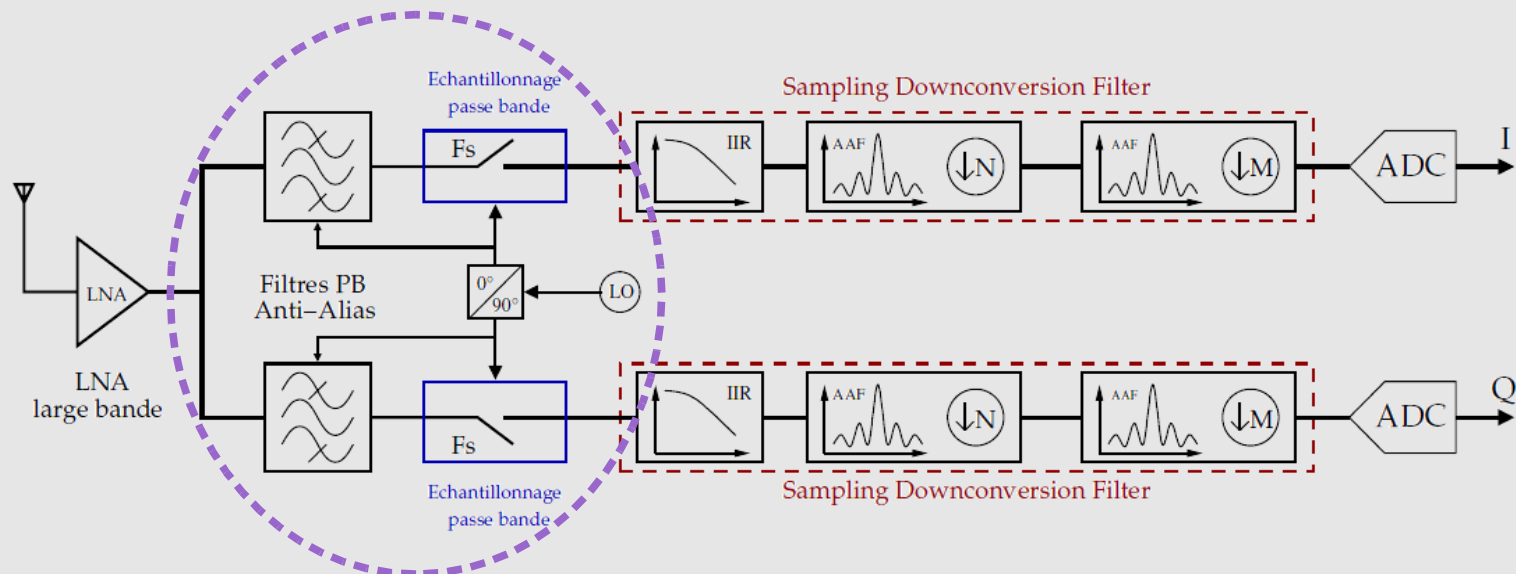 Echantillonnage
passe bande
Sampling Downconversion Filter
Fs
IIR
AAF
↓N
AAF
↓M
ADC
I
LNA
Filtres PB
Anti–Alias
0°
90°
LO
LNA
large bande
Fs
IIR
AAF
↓N
AAF
↓M
ADC
Q
Echantillonnage
passe bande
Sampling Downconversion Filter